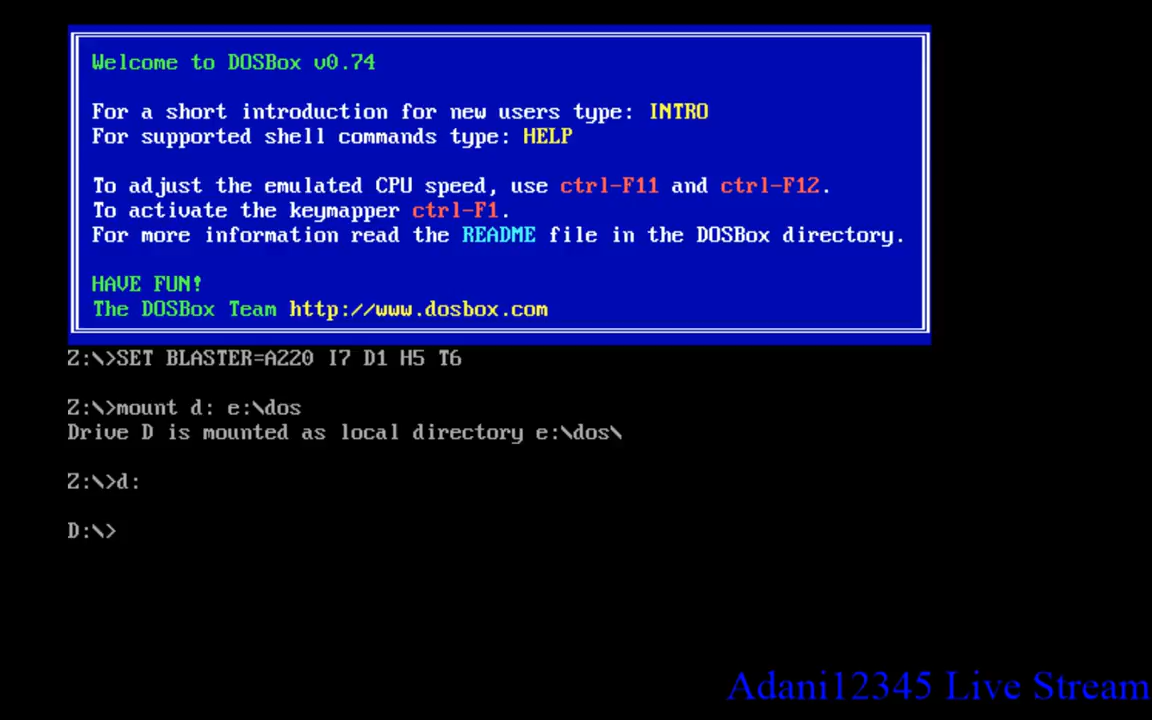 Welcome to DOSBox v0.74
For a short introduction for new users type: INTRO
For supported shell commands type: HELP
To adjust the emulated CPU speed, use ctrl-F11 and ctrl-F12.
To activate the keymapper ctrl-F1.
For more information read the README file in the DOSBox directory.
HAVE FUN!
The DOSBox Team http://www.dosbox.com
Z:\>SET BLASTER=A220 I7 D1 H5 T6
Z:\>mount d: e:\dos
Drive D is mounted as local directory e:\dos\
Z:\>d:
D:\>
Adani12345 Live Stream